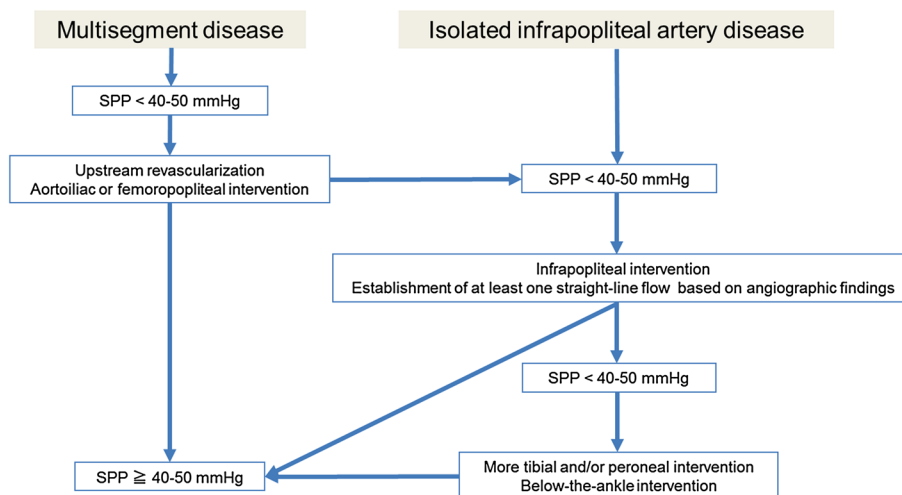 Multisegment disease
Isolated infrapopliteal artery disease
SPP < 40-50 mmHg
Upstream revascularization
Aortoiliac or femoropopliteal intervention
SPP < 40-50 mmHg
Infrapopliteal intervention
Establishment of at least one straight-line flow based on angiographic findings
SPP < 40-50 mmHg
SPP ≧ 40-50 mmHg
More tibial and/or peroneal intervention
Below-the-ankle intervention